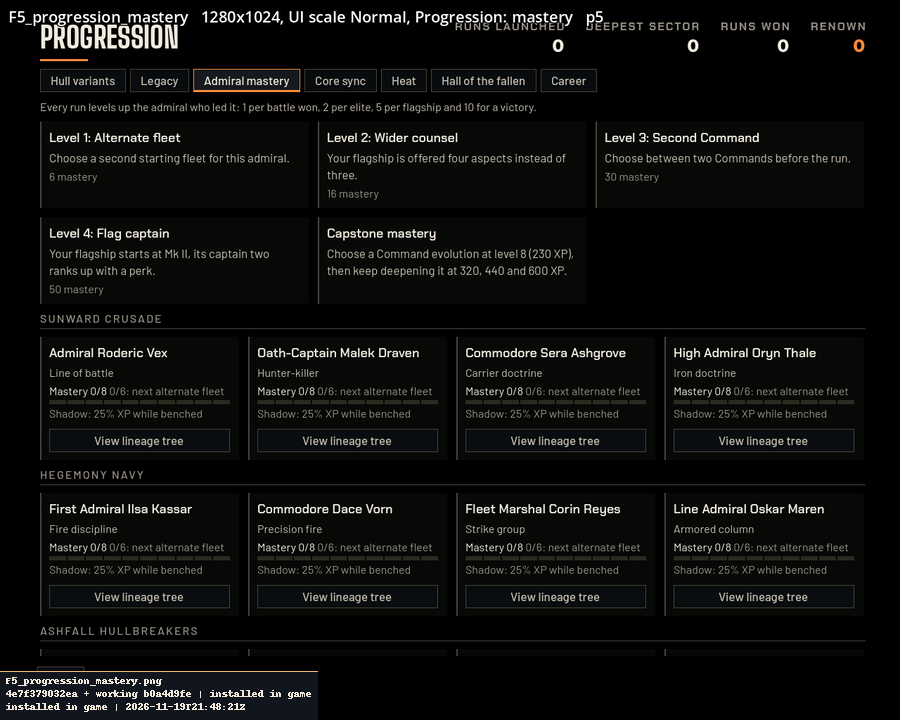 F5_progression_mastery 1280x1024, UI scale Normal, Progression: mastery p5
PROGRESSION
RUNS LAUNCHED DEEPEST SECTOR RUNS WON RENOWN
0 0 0 0
Hull variants Legacy Admiral mastery Core sync Heat Hall of the fallen Career
Every run levels up the admiral who led it: 1 per battle won, 2 per elite, 5 per flagship and 10 for a victory.
Level 1: Alternate fleet
Choose a second starting fleet for this admiral.
6 mastery
Level 2: Wider counsel
Your flagship is offered four aspects instead of
three.
16 mastery
Level 3: Second Command
Choose between two Commands before the run.
30 mastery
Level 4: Flag captain
Your flagship starts at Mk II, its captain two
ranks up with a perk.
50 mastery
Capstone mastery
Choose a Command evolution at level 8 (230 XP),
then keep deepening it at 320, 440 and 600 XP.
SUNWARD CRUSADE
Admiral Roderic Vex
Line of battle
Mastery 0/8 0/6: next alternate fleet
Shadow: 25% XP while benched
View lineage tree
Oath-Captain Malek Draven
Hunter-killer
Mastery 0/8 0/6: next alternate fleet
Shadow: 25% XP while benched
View lineage tree
Commodore Sera Ashgrove
Carrier doctrine
Mastery 0/8 0/6: next alternate fleet
Shadow: 25% XP while benched
View lineage tree
High Admiral Oryn Thale
Iron doctrine
Mastery 0/8 0/6: next alternate fleet
Shadow: 25% XP while benched
View lineage tree
HEGEMONY NAVY
First Admiral Ilsa Kassar
Fire discipline
Mastery 0/8 0/6: next alternate fleet
Shadow: 25% XP while benched
View lineage tree
Commodore Dace Vorn
Precision fire
Mastery 0/8 0/6: next alternate fleet
Shadow: 25% XP while benched
View lineage tree
Fleet Marshal Corin Reyes
Strike group
Mastery 0/8 0/6: next alternate fleet
Shadow: 25% XP while benched
View lineage tree
Line Admiral Oskar Maren
Armored column
Mastery 0/8 0/6: next alternate fleet
Shadow: 25% XP while benched
View lineage tree
ASHFALL HULLBREAKERS
F5_progression_mastery.png
4e7f379032ea + working b0a4d9fe | installed in game
installed in game | 2026-11-19T21:48:21Z